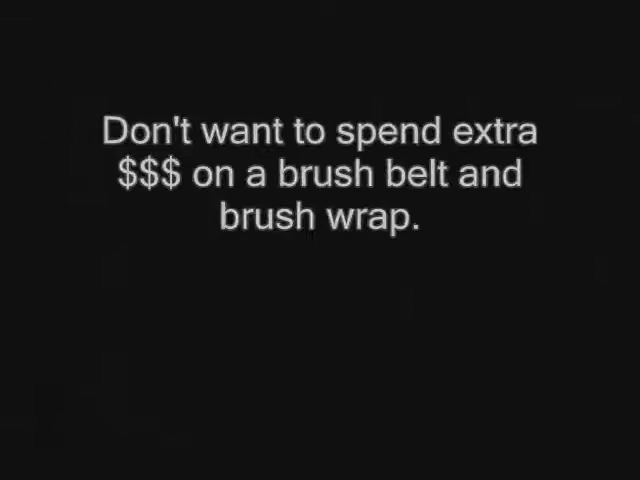 Don't want to spend extra
$$$ on a brush belt and
brush wrap.